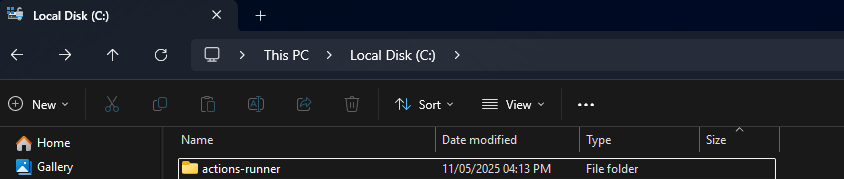 Local Disk (C:)
This PC Local Disk (C:)
New Sort View
Home Name Date modified Type Size
Gallery actions-runner 11/05/2025 04:13 PM File folder